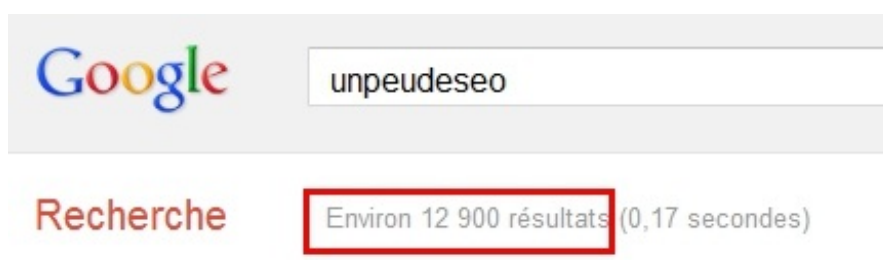 Google unpeudeseo
Recherche Environ 12 900 résultats (0,17 secondes)